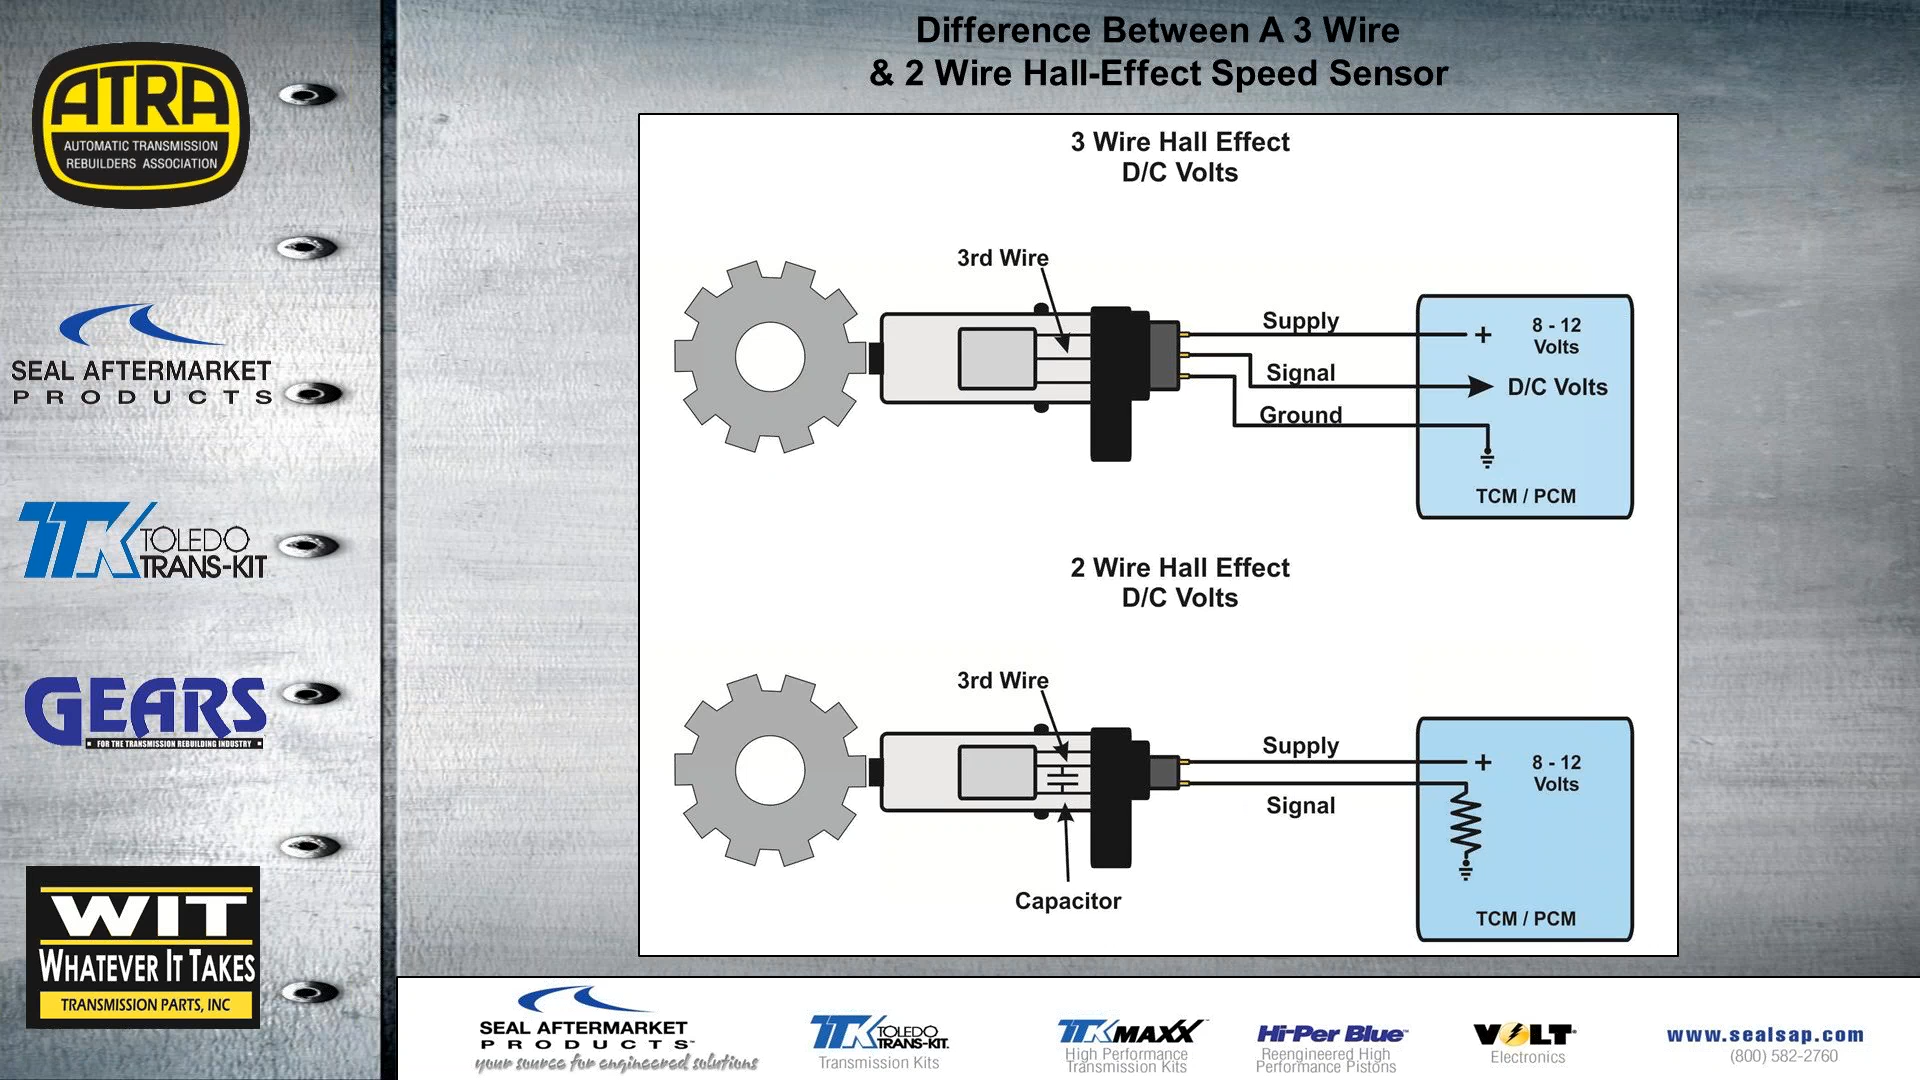 Difference Between A 3 Wire
& 2 Wire Hall-Effect Speed Sensor
ATRA
AUTOMATIC TRANSMISSION
REBUILDERS ASSOCIATION
SEAL AFTERMARKET
PRODUCTS
TTK TOLEDO
TRANS-KIT
GEARS
FOR THE TRANSMISSION REBUILDING INDUSTRY
WIT
WHATEVER IT TAKES
TRANSMISSION PARTS, INC
3 Wire Hall Effect
D/C Volts
3rd Wire
Supply
Signal
Ground
+
8 - 12
Volts
D/C Volts
TCM / PCM
2 Wire Hall Effect
D/C Volts
3rd Wire
Capacitor
Supply
Signal
+
8 - 12
Volts
TCM / PCM
SEAL AFTERMARKET
PRODUCTS™
your source for engineered solutions
TTK TOLEDO
TRANS-KIT.
Transmission Kits
TTKMAXX™
High Performance
Transmission Kits
Hi-Per Blue™
Reengineered High
Performance Pistons
VOLT
Electronics
www.sealsap.com
(800) 582-2760